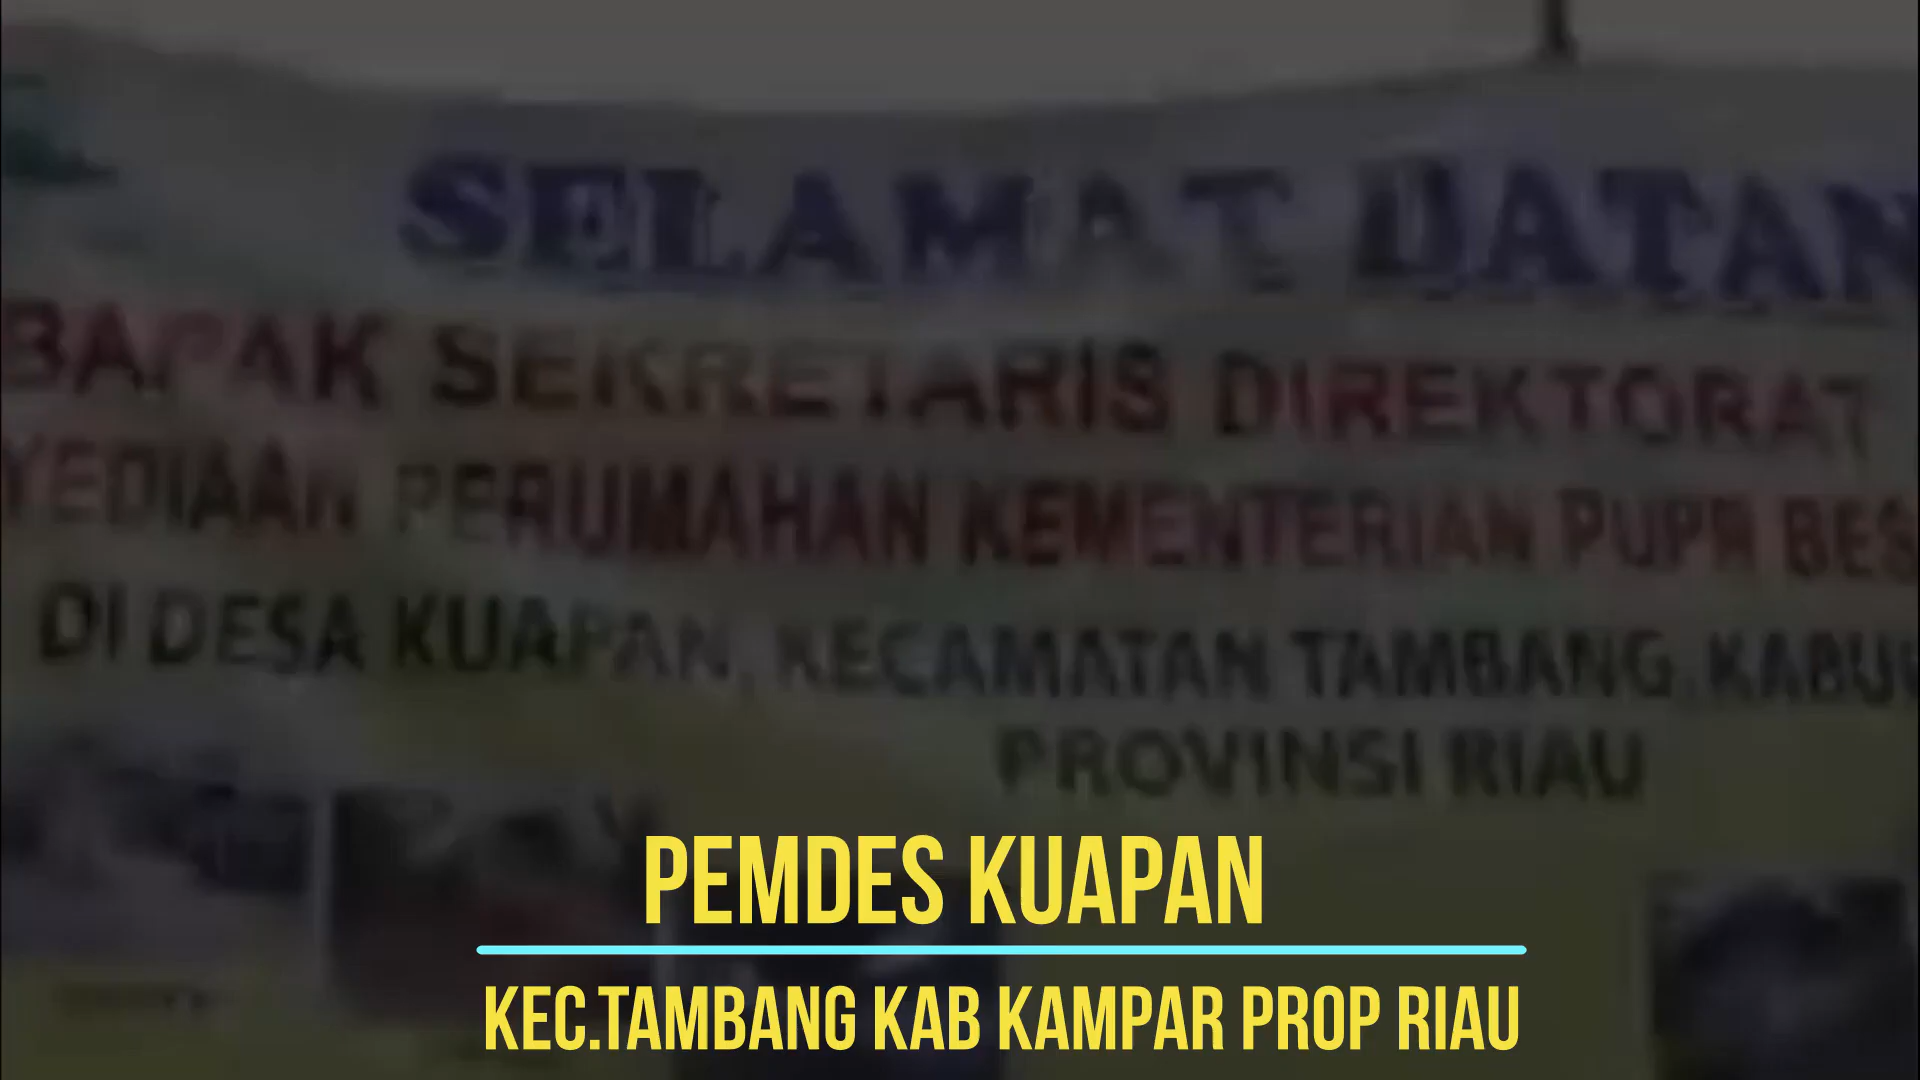 SELAMAT DATAN
BAPAK SEKRETARIS DIREKTORAT
YEDIAAN PERUMAHAN KEMENTERIAN PUPR BES
DI DESA KUAPAN, KECAMATAN TAMBANG, KABU
PROVINSI RIAU
PEMDES KUAPAN
KEC.TAMBANG KAB KAMPAR PROP RIAU